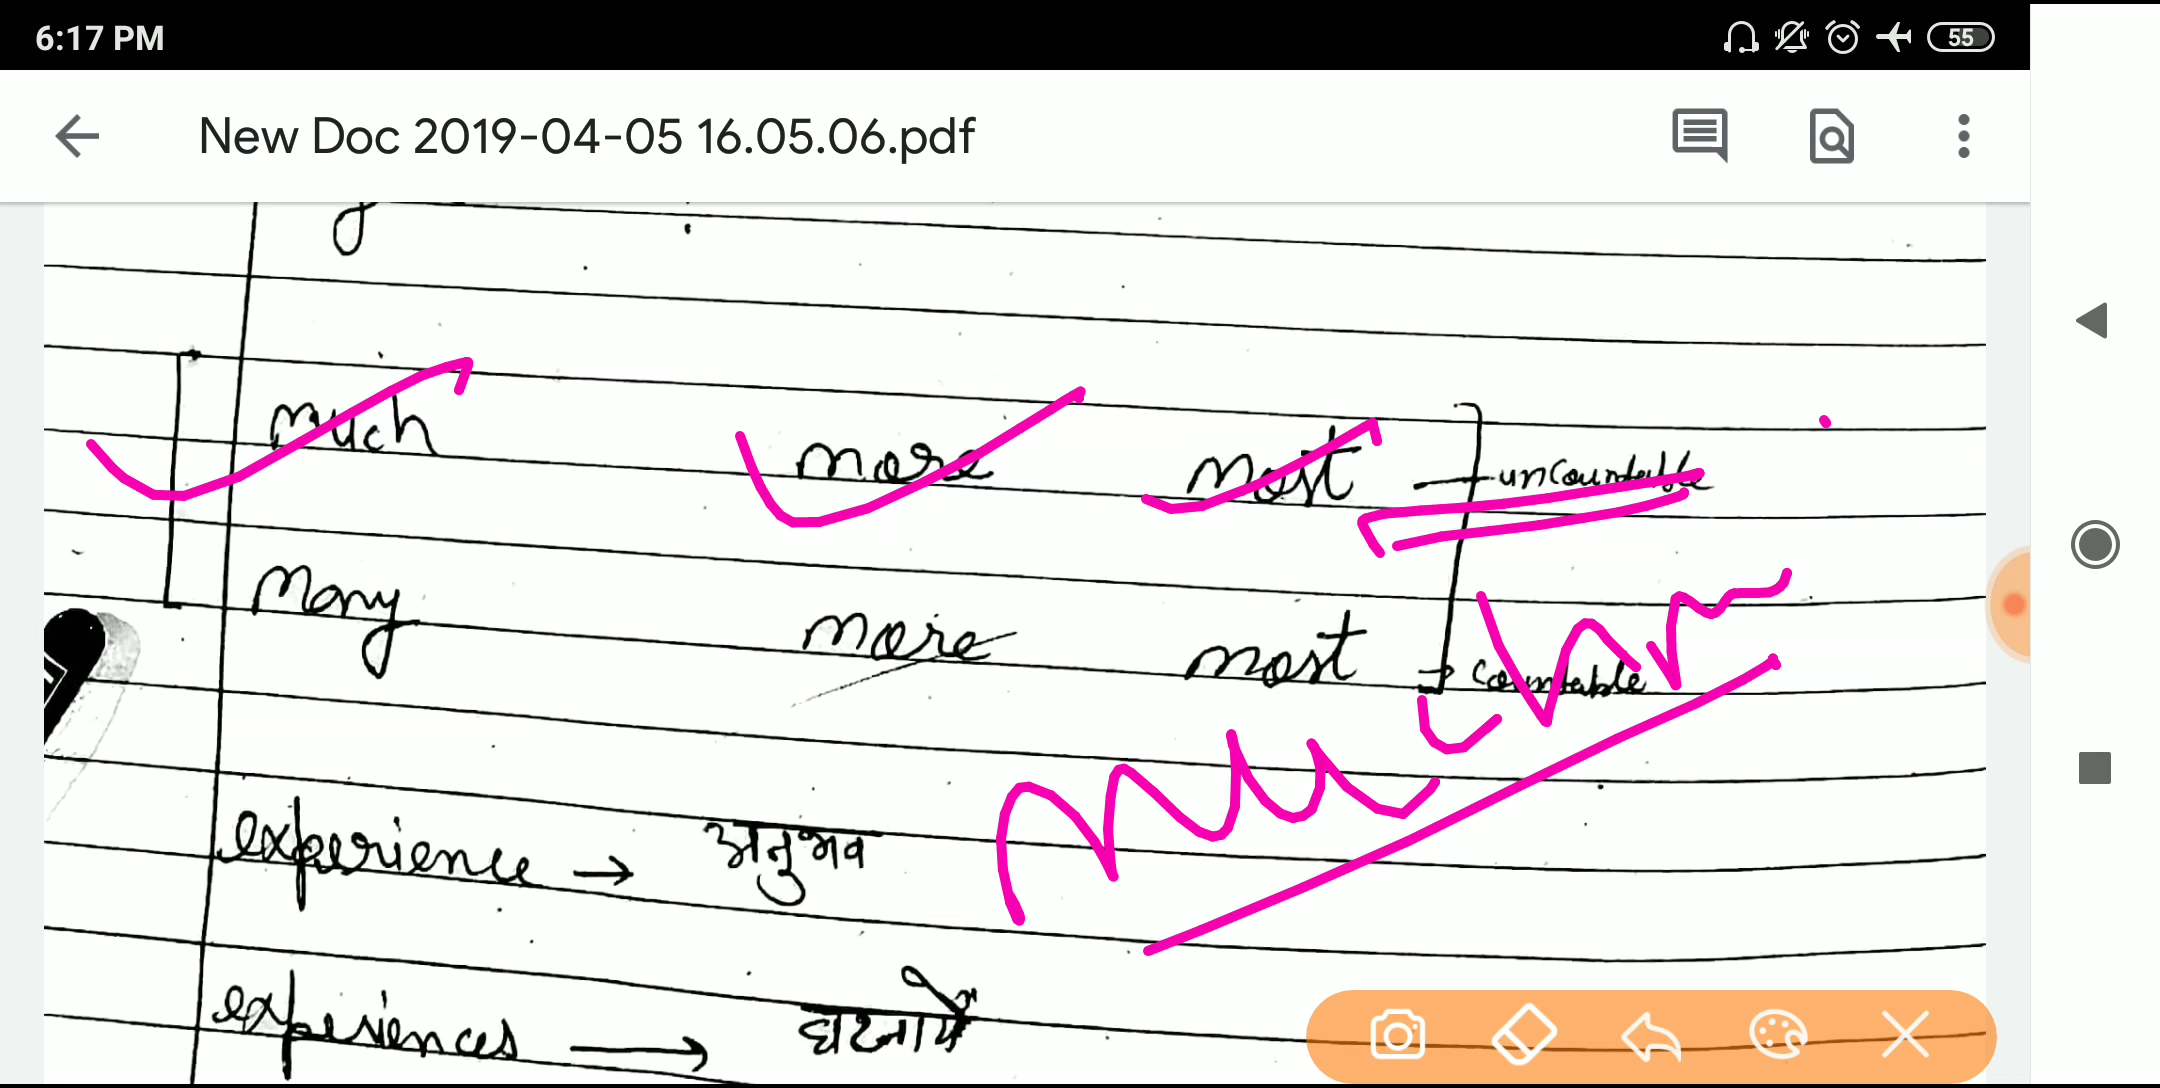 6:17 PM 55
New Doc 2019-04-05 16.05.06.pdf
much more most uncountable
Many more most → Countable
experience → अनुभव
experiences → घटनायें